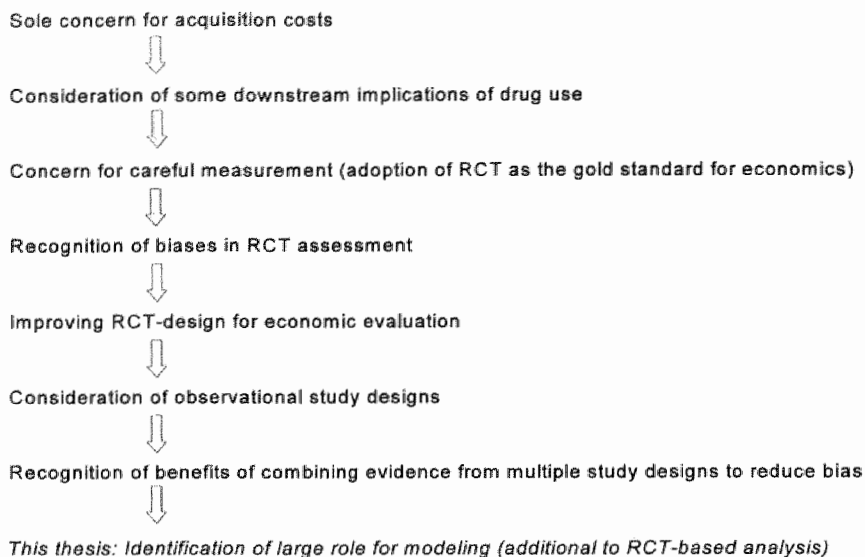 Sole concern for acquisition costs
Consideration of some downstream implications of drug use
Concern for careful measurement (adoption of RCT as the gold standard for economics)
Recognition of biases in RCT assessment
Improving RCT-design for economic evaluation
Consideration of observational study designs
Recognition of benefits of combining evidence from multiple study designs to reduce bias
This thesis: Identification of large role for modeling (additional to RCT-based analysis)